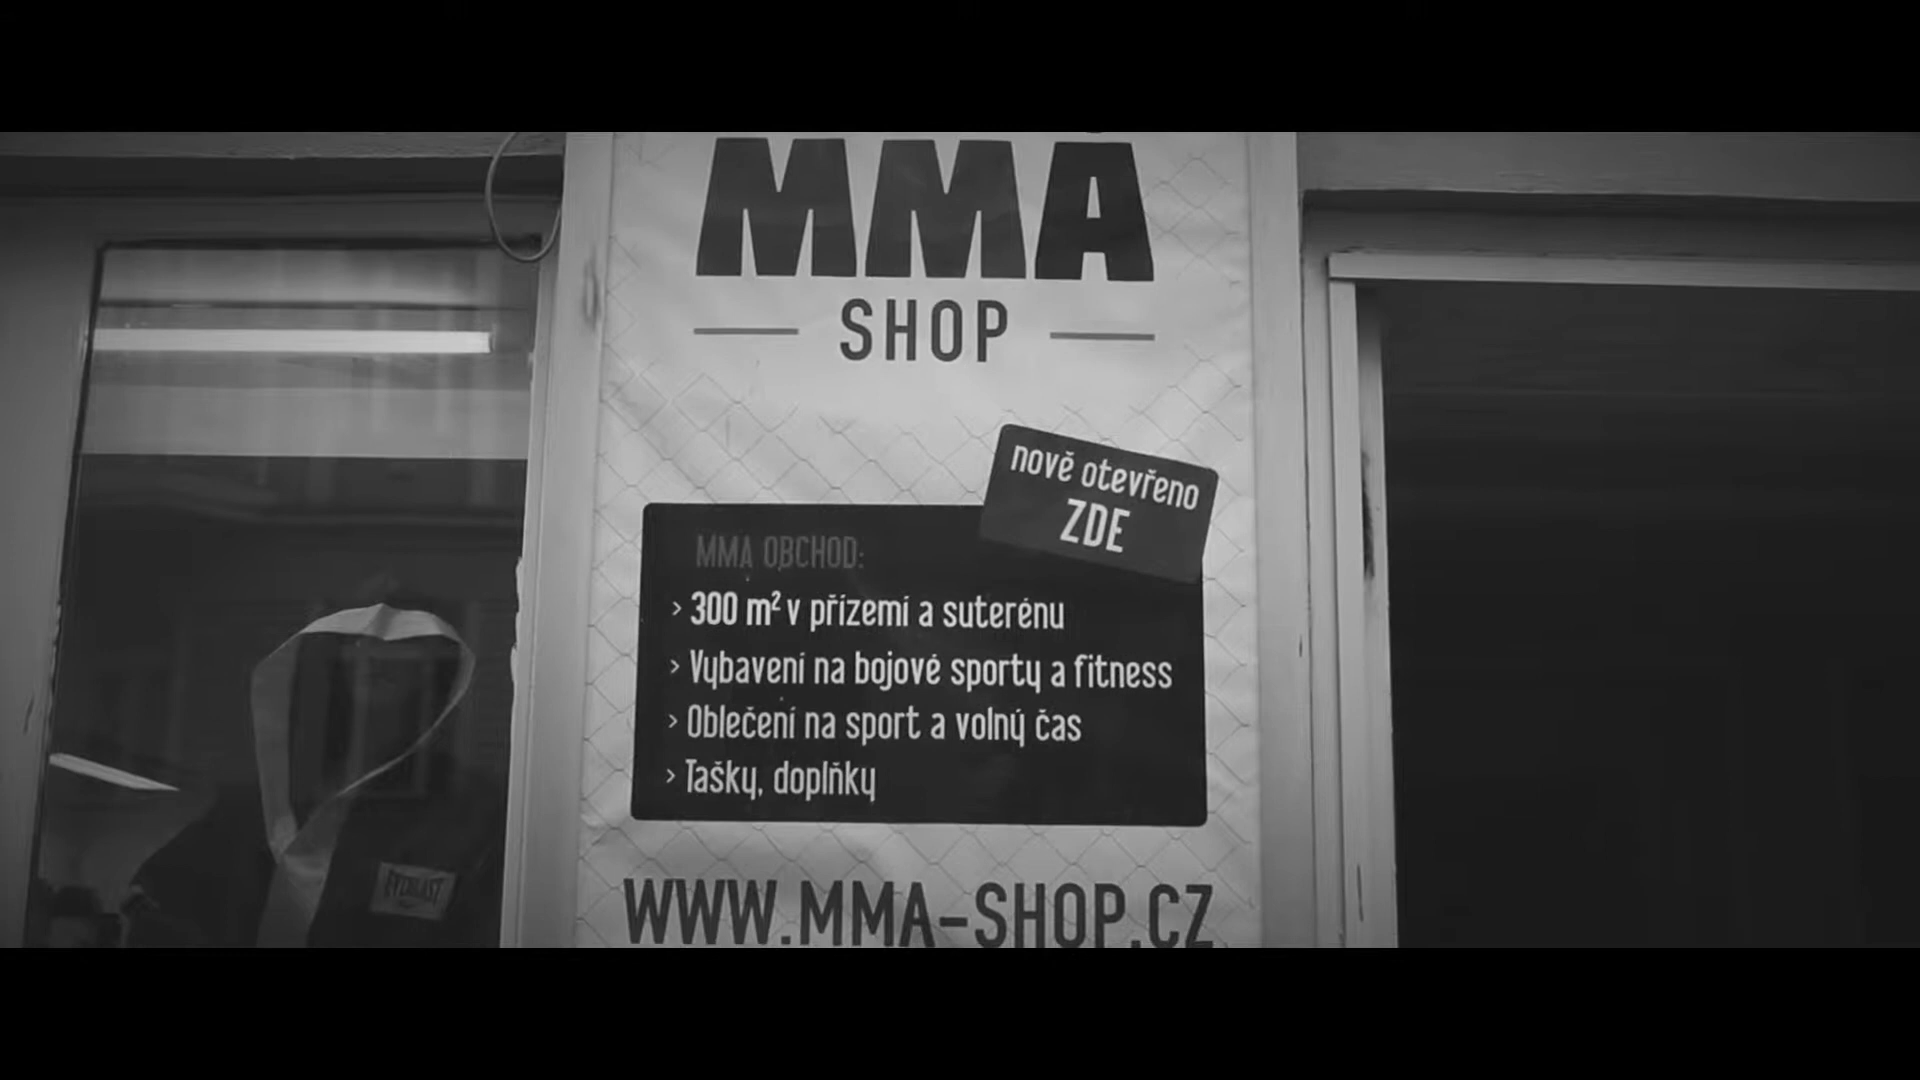 MMA
SHOP
nově otevřeno
ZDE
MMA OBCHOD:
> 300 m² v přízemí a suterénu
> Vybavení na bojové sporty a fitness
> Oblečení na sport a volný čas
> Tašky, doplňky
EVERLAST
WWW.MMA-SHOP.CZ